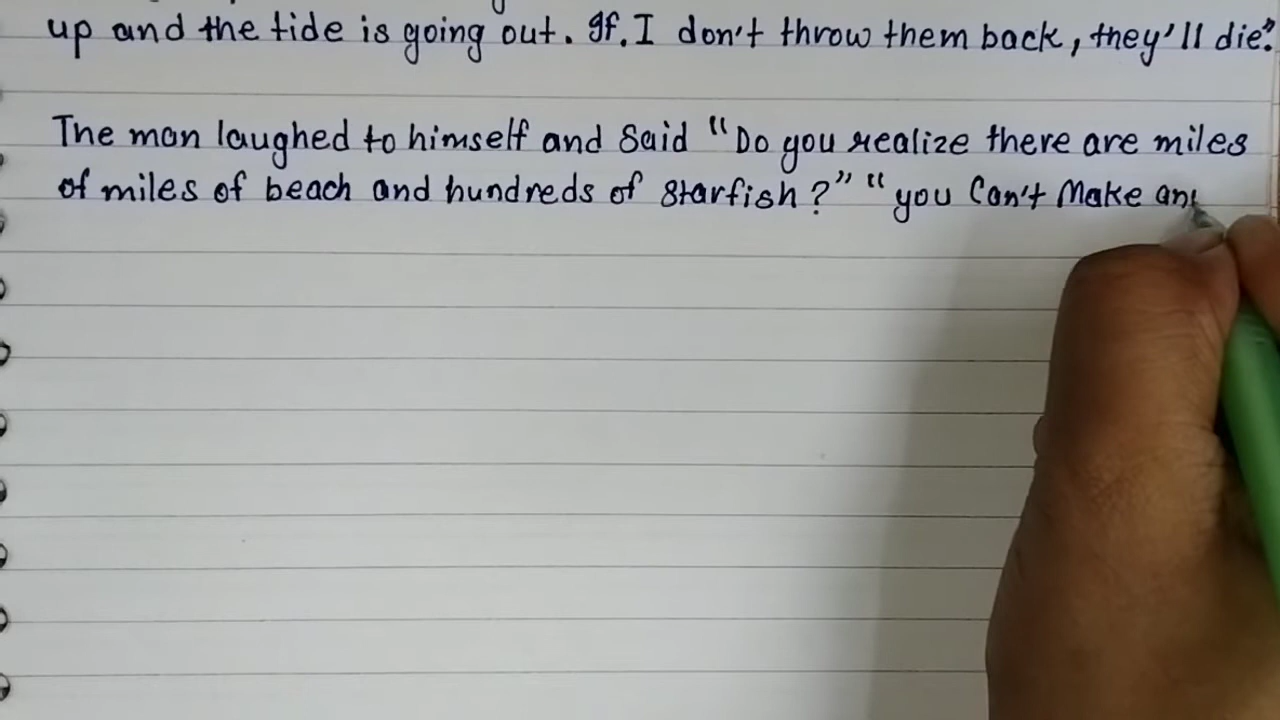 up and the tide is going out. If. I don't throw them back, they'll die."
The man laughed to himself and Said "Do you realize there are miles
of miles of beach and hundreds of Starfish?" "you Can't Make